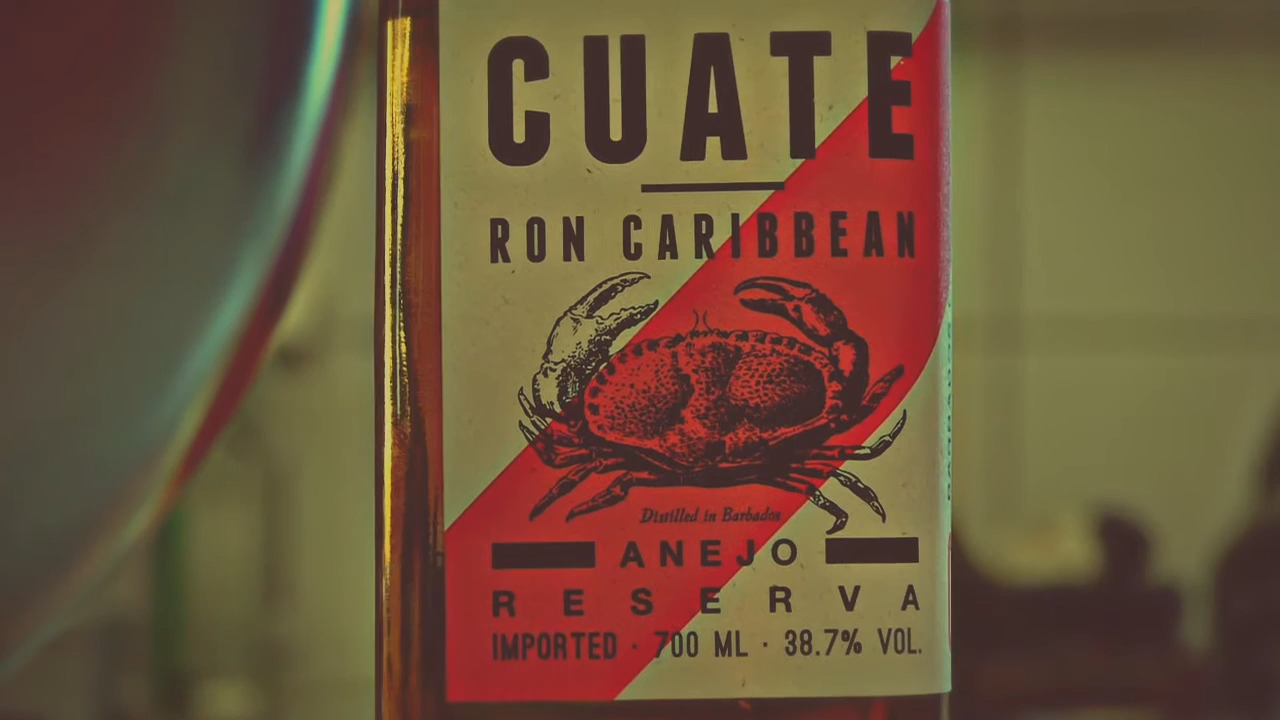 CUATE
RON CARIBBEAN
Distilled in Barbados
ANEJO
RESERVA
IMPORTED · 700 ML · 38.7% VOL.